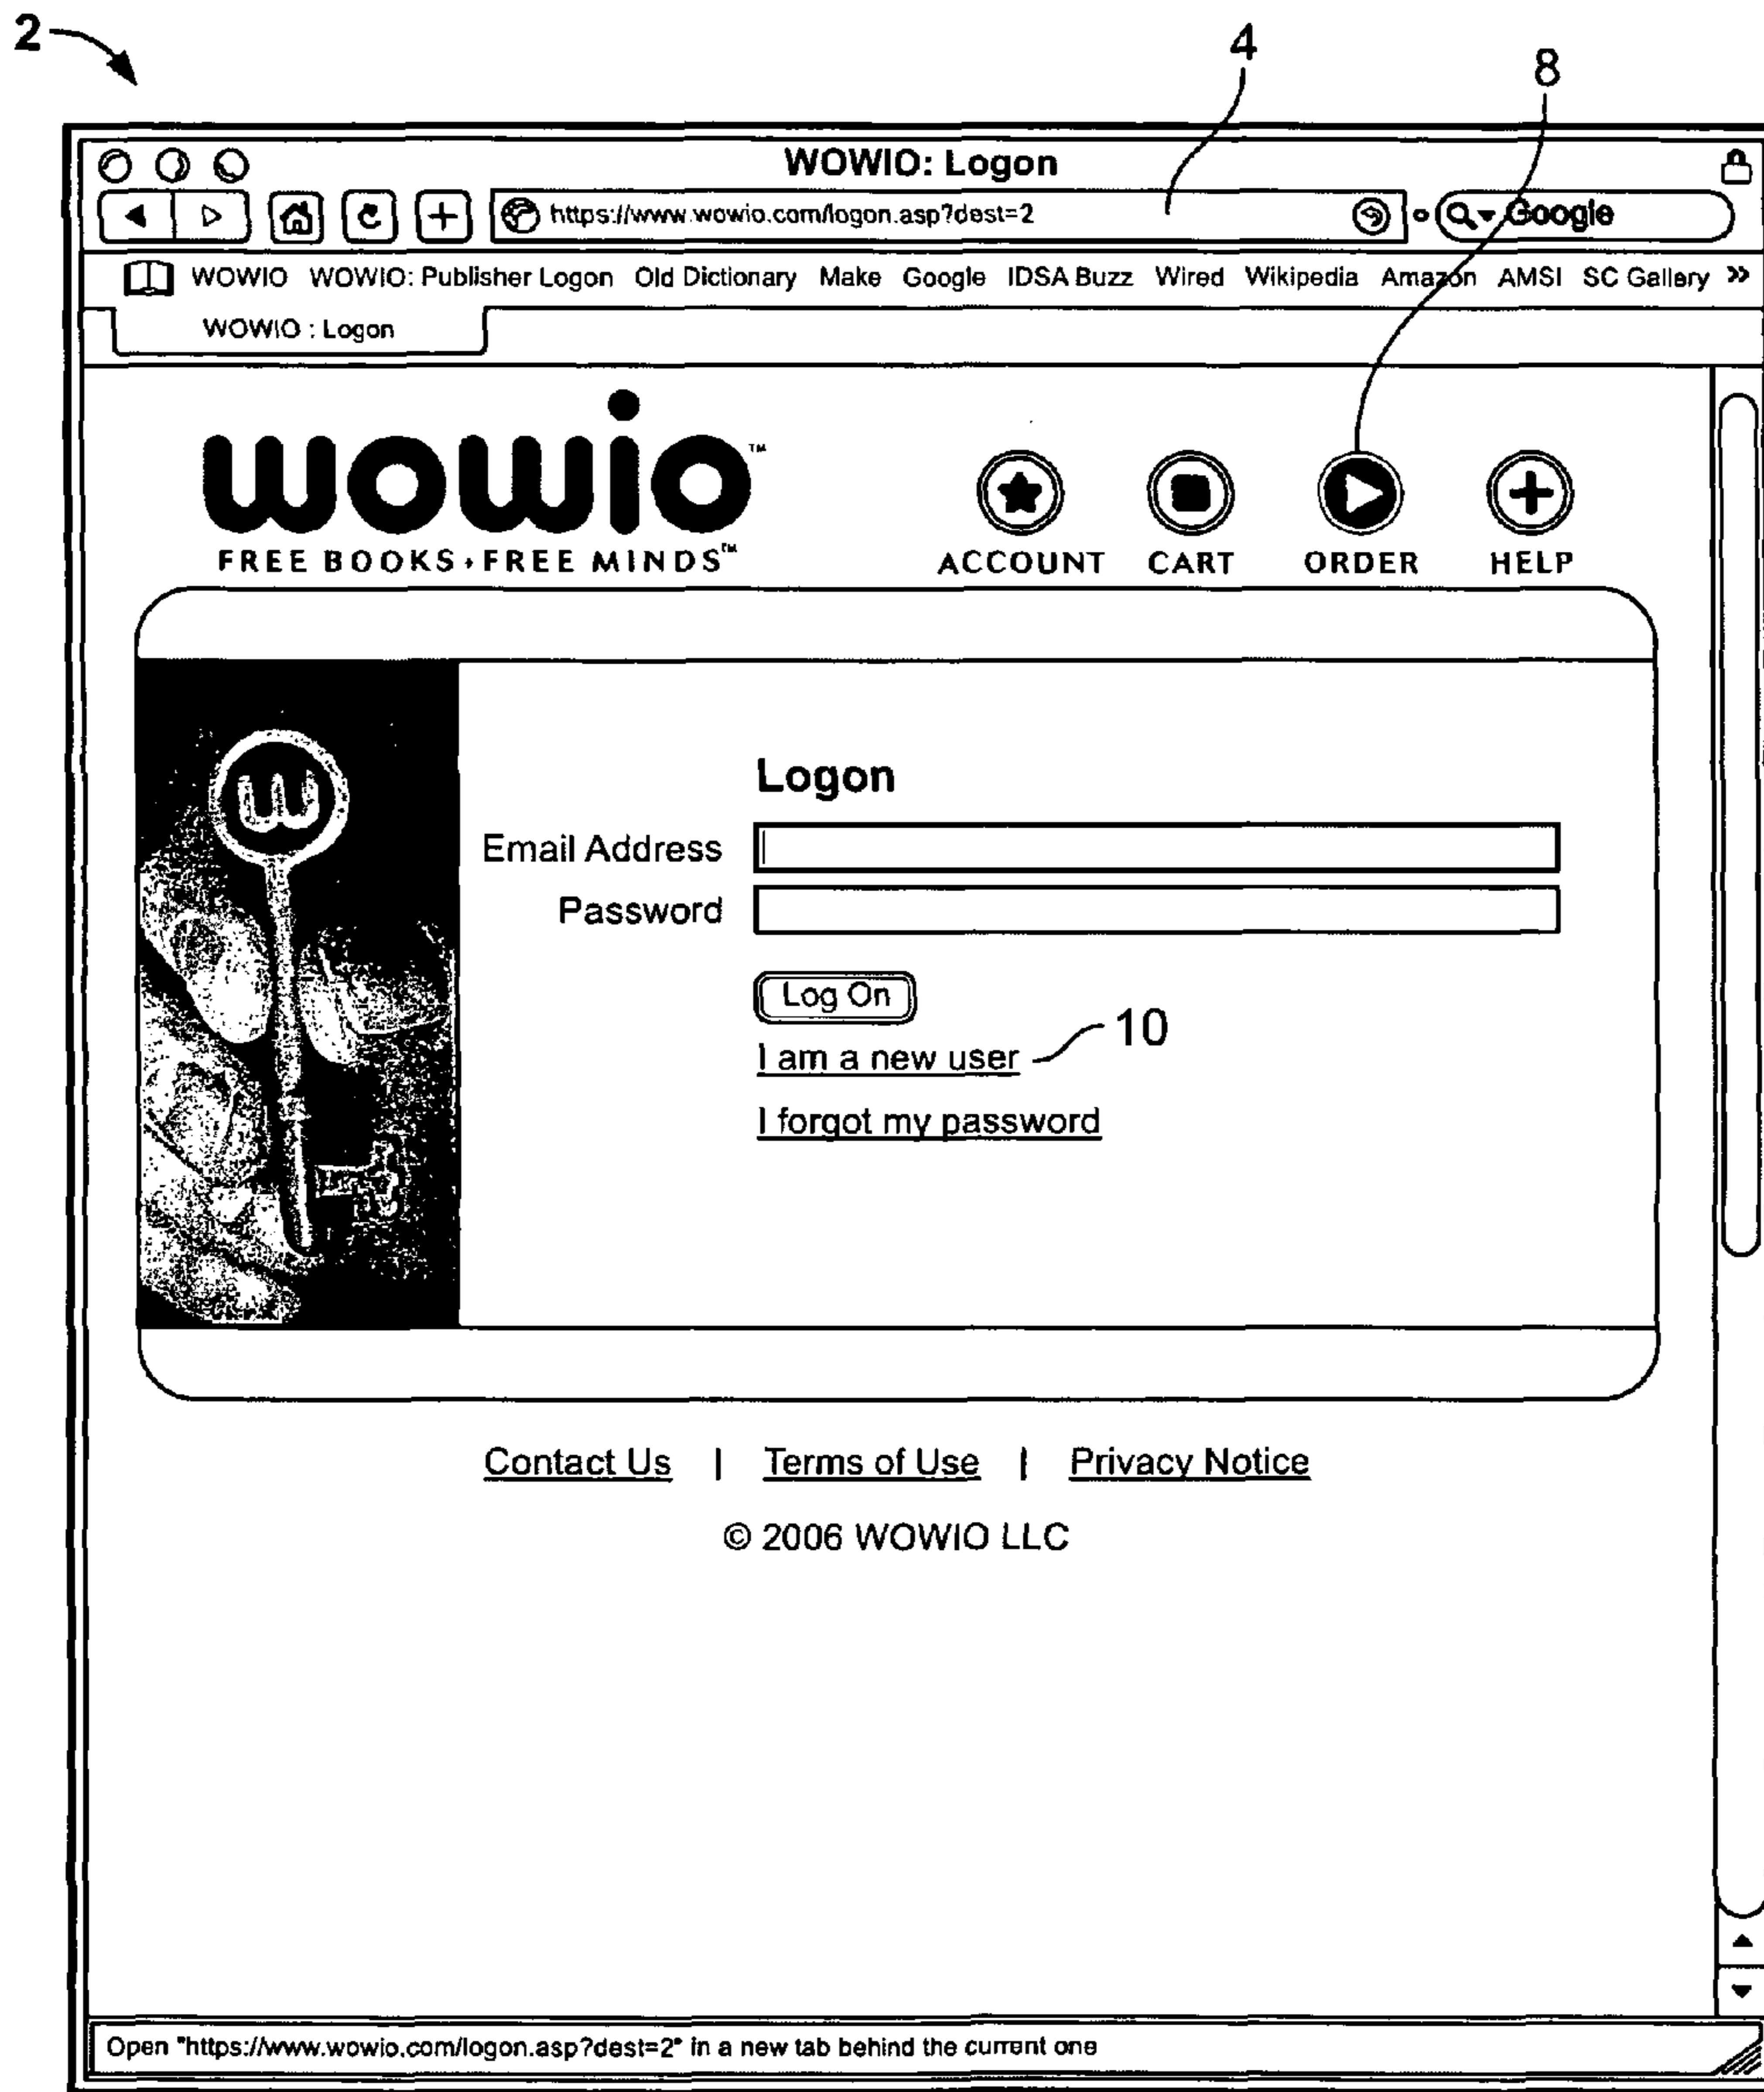 2
4
8
WOWIO: Logon
https://www.wowio.com/logon.asp?dest=2
Google
WOWIO WOWIO: Publisher Logon Old Dictionary Make Google IDSA Buzz Wired Wikipedia Amazon AMSI SC Gallery »
WOWIO : Logon
wowio™
FREE BOOKS • FREE MINDS™
ACCOUNT CART ORDER HELP
w
Logon
Email Address
Password
Log On
I am a new user 10
I forgot my password
Contact Us | Terms of Use | Privacy Notice
© 2006 WOWIO LLC
Open "https://www.wowio.com/logon.asp?dest=2" in a new tab behind the current one